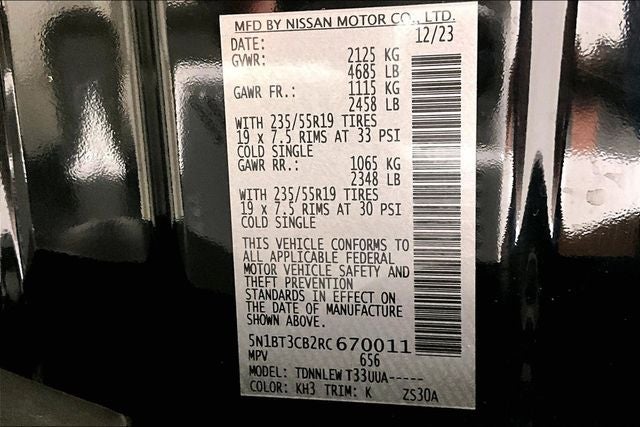 MFD BY NISSAN MOTOR CO., LTD.
DATE: 12/23
GVWR: 2125 KG
4685 LB
GAWR FR.: 1115 KG
2458 LB
WITH 235/55R19 TIRES
19 x 7.5 RIMS AT 33 PSI
COLD SINGLE
GAWR RR.: 1065 KG
2348 LB
WITH 235/55R19 TIRES
19 x 7.5 RIMS AT 30 PSI
COLD SINGLE
THIS VEHICLE CONFORMS TO
ALL APPLICABLE FEDERAL
MOTOR VEHICLE SAFETY AND
THEFT PREVENTION
STANDARDS IN EFFECT ON
THE DATE OF MANUFACTURE
SHOWN ABOVE.
5N1BT3CB2RC670011
MPV 656
MODEL: TDNNLEW T33UUA-----
COLOR: KH3 TRIM: K ZS30A